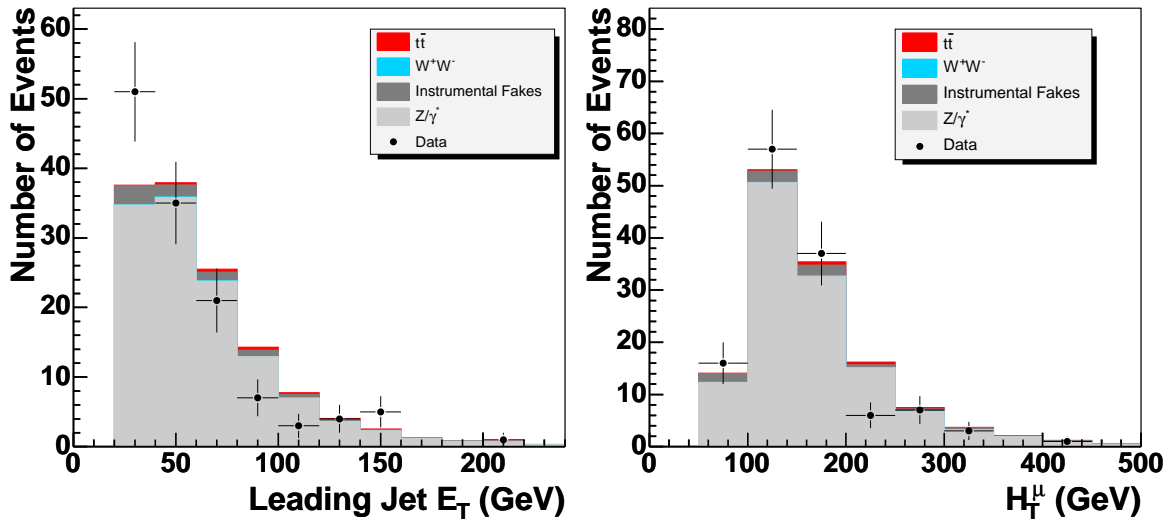 Number of Events
60
50
40
30
20
10
0
tt̄
W⁺W⁻
Instrumental Fakes
Z/γ*
Data
0 50 100 150 200
Leading Jet E_T (GeV)
Number of Events
80
70
60
50
40
30
20
10
0
tt̄
W⁺W⁻
Instrumental Fakes
Z/γ*
Data
0 100 200 300 400 500
H_T^μ (GeV)